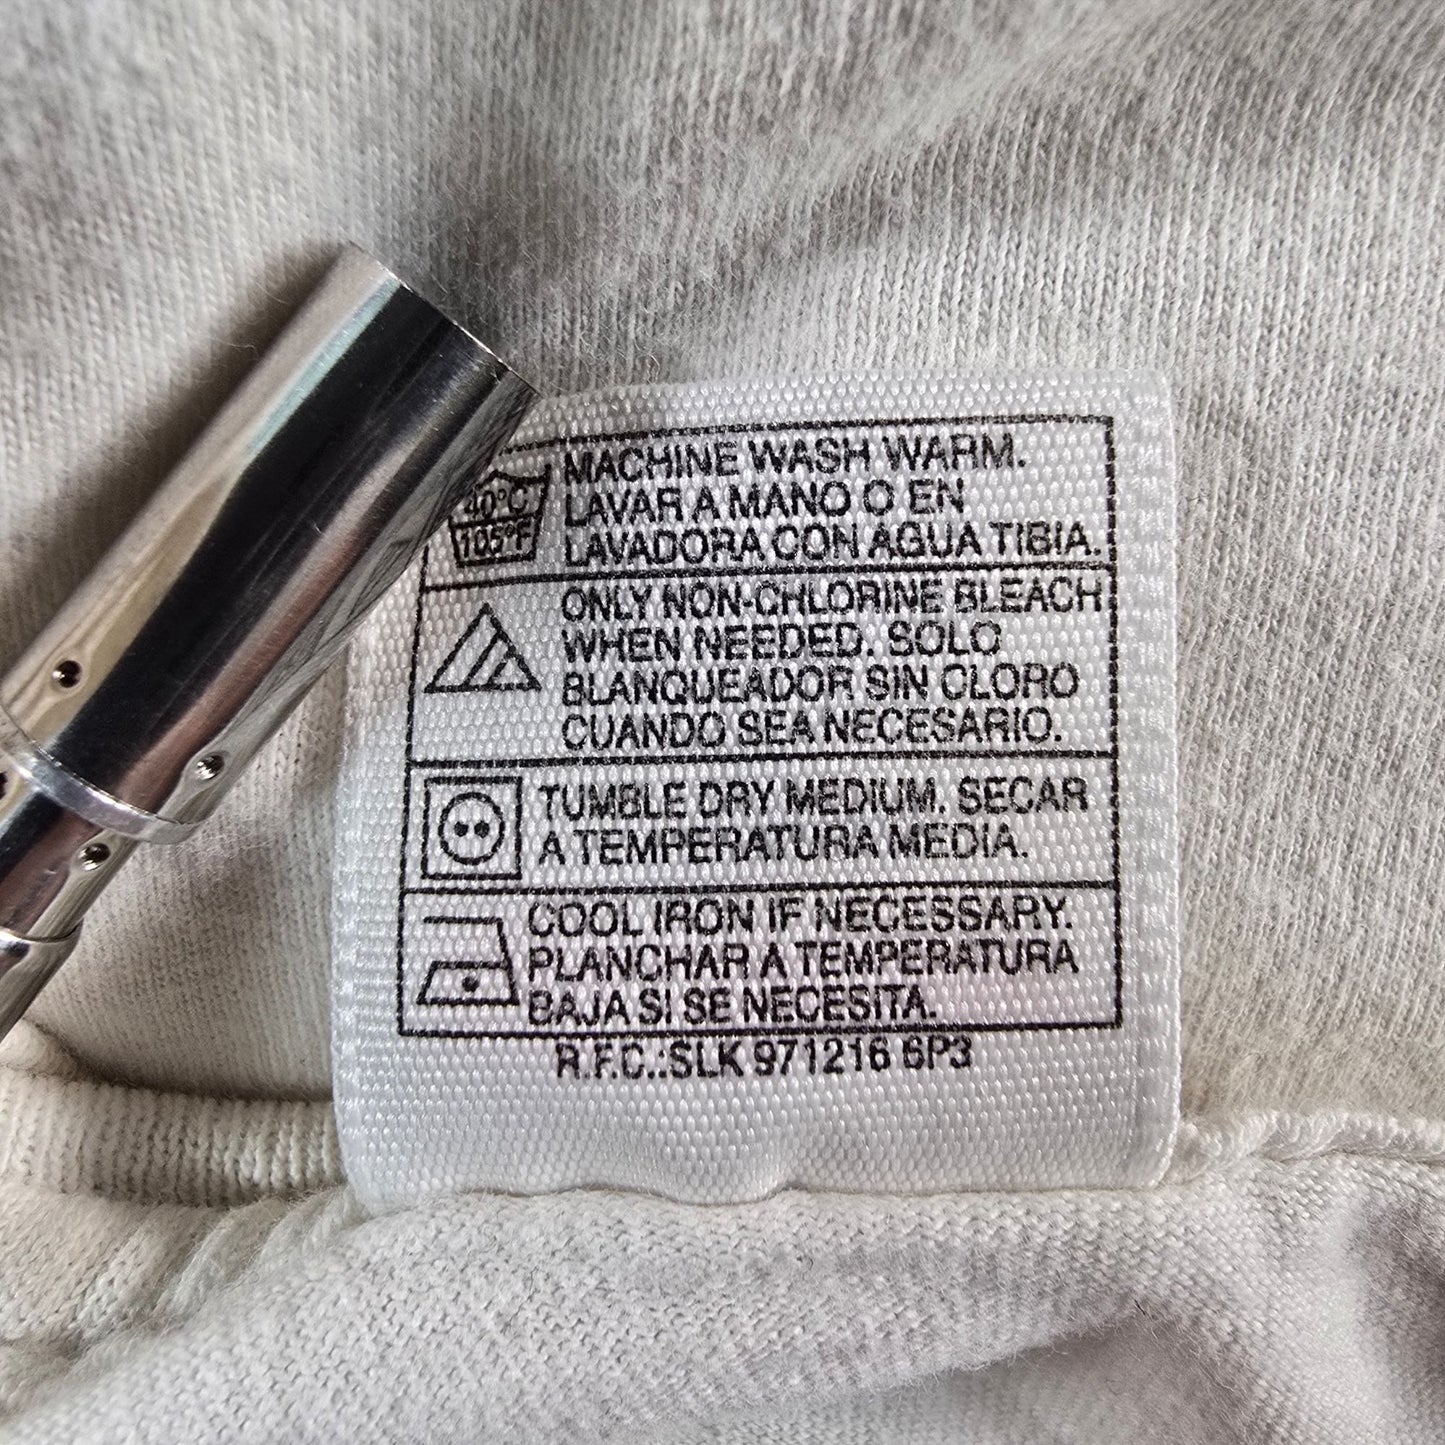 40°C
105°F
MACHINE WASH WARM.
LAVAR A MANO O EN
LAVADORA CON AGUA TIBIA.
ONLY NON-CHLORINE BLEACH
WHEN NEEDED. SOLO
BLANQUEADOR SIN CLORO
CUANDO SEA NECESARIO.
TUMBLE DRY MEDIUM. SECAR
A TEMPERATURA MEDIA.
COOL IRON IF NECESSARY.
PLANCHAR A TEMPERATURA
BAJA SI SE NECESITA.
R.F.C.:SLK 971216 6P3